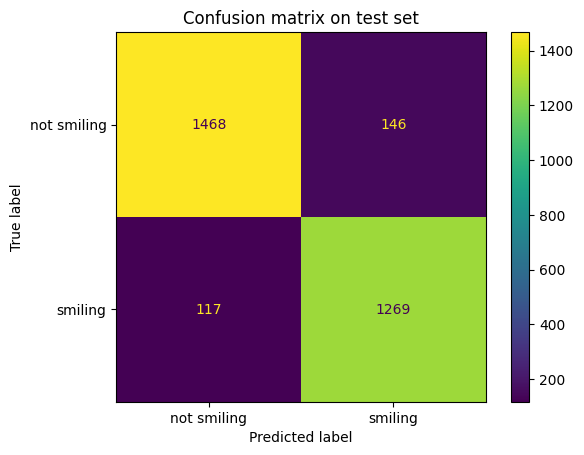 Confusion matrix on test set
True label
not smiling
1468
146
smiling
117
1269
not smiling
smiling
Predicted label
1400
1200
1000
800
600
400
200